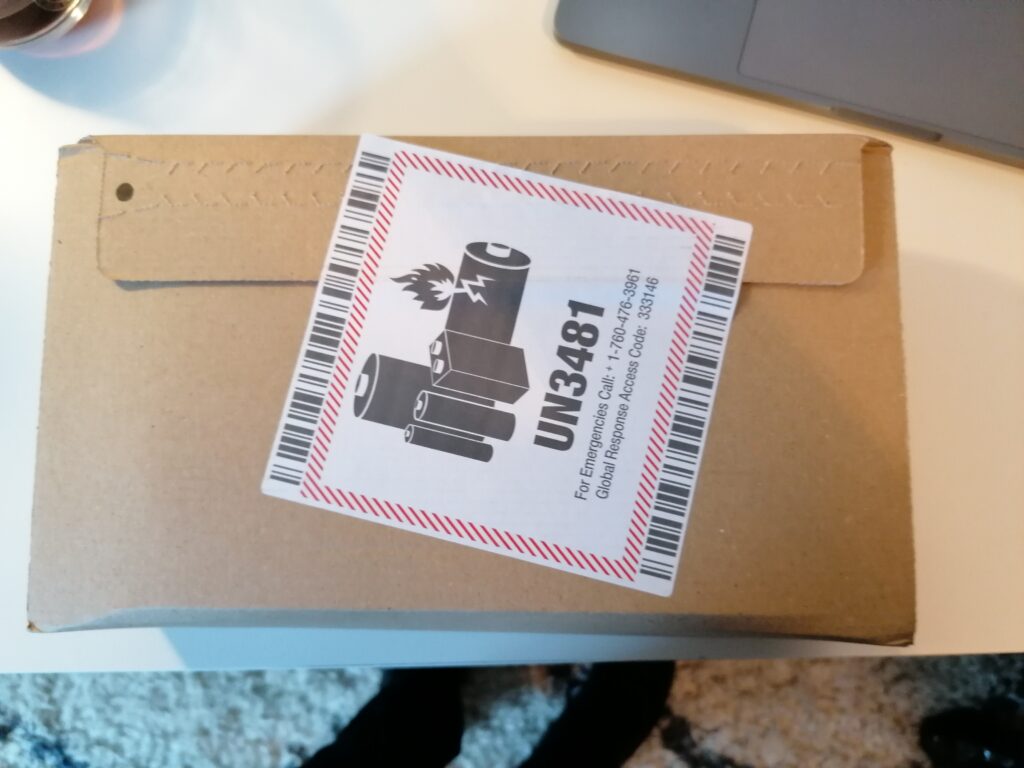 UN3481
For Emergencies Call: + 1-760-476-3961
Global Response Access Code: 333146